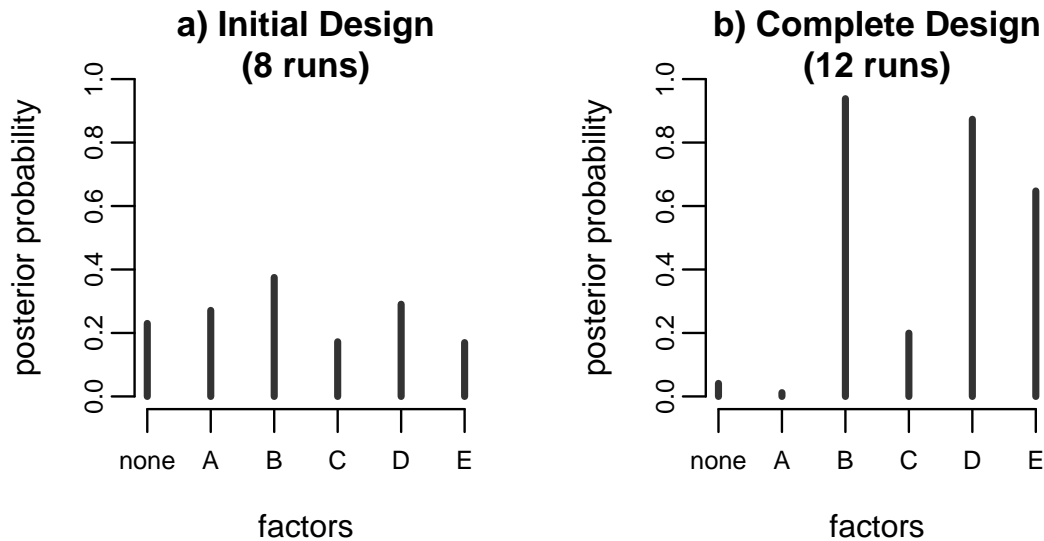 a) Initial Design
(8 runs)
posterior probability
1.0
0.8
0.6
0.4
0.2
0.0
none A B C D E
factors
b) Complete Design
(12 runs)
posterior probability
1.0
0.8
0.6
0.4
0.2
0.0
none A B C D E
factors